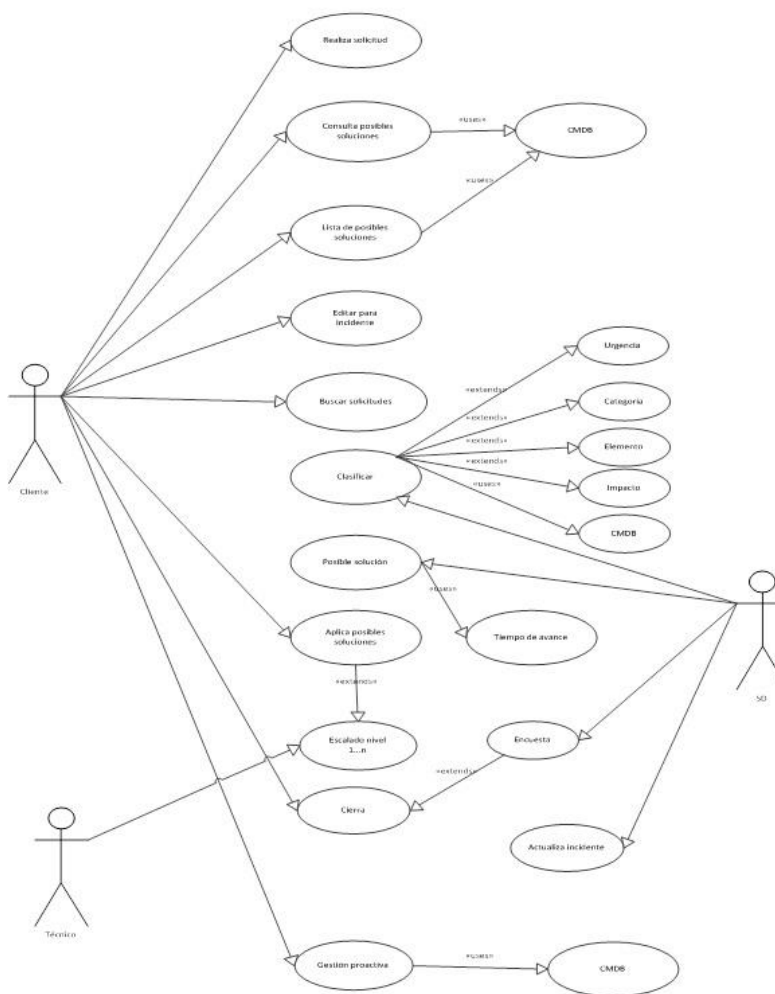 Realiza solicitud
Consulta posibles
soluciones
«uses»
CMDB
Lista de posibles
soluciones
«uses»
Editar para
incidente
Buscar solicitudes
Cliente
Clasificar
«extends»
Urgencia
«extends»
Categoria
«extends»
Elemento
«extends»
Impacto
«uses»
CMDB
Posible solución
«uses»
Tiempo de avance
SD
Aplica posibles
soluciones
«extends»
Escalado nivel
1...n
Encuesta
«extends»
Cierra
Actualiza incidente
Técnico
Gestión proactiva
«uses»
CMDB